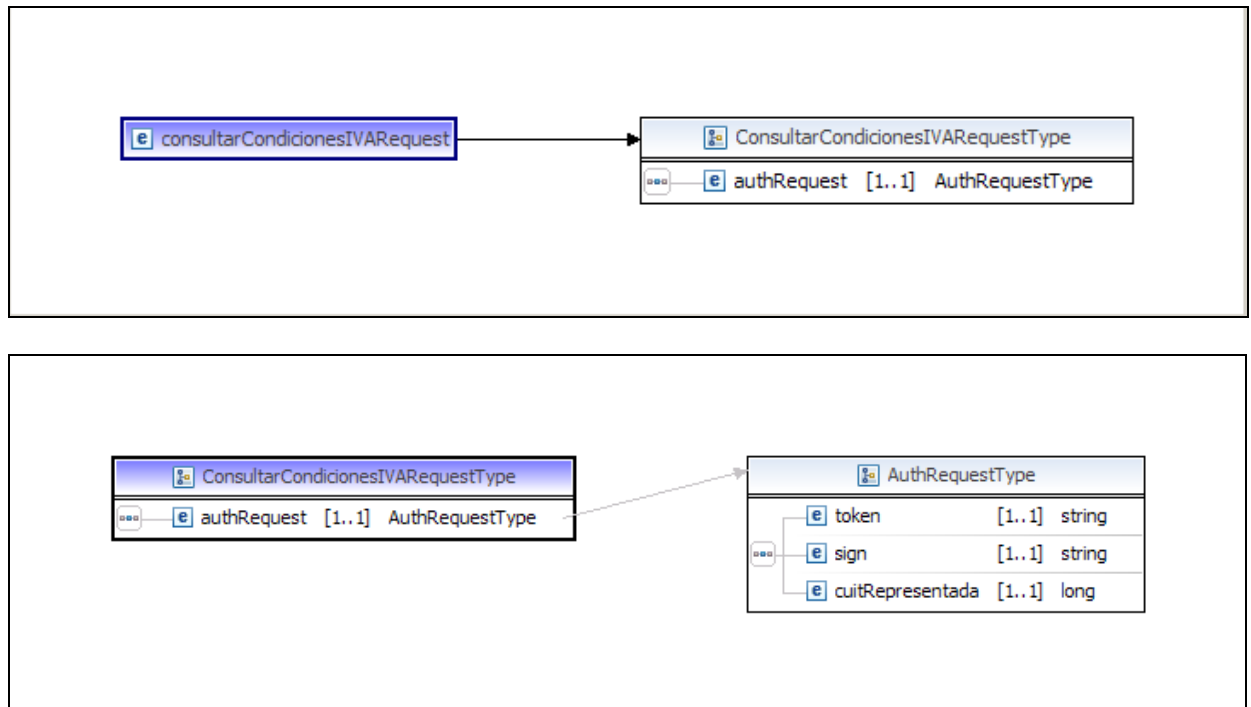 e consultarCondicionesIVARequest
ConsultarCondicionesIVARequestType
e authRequest [1..1] AuthRequestType
ConsultarCondicionesIVARequestType
e authRequest [1..1] AuthRequestType
AuthRequestType
e token [1..1] string
e sign [1..1] string
e cuitRepresentada [1..1] long